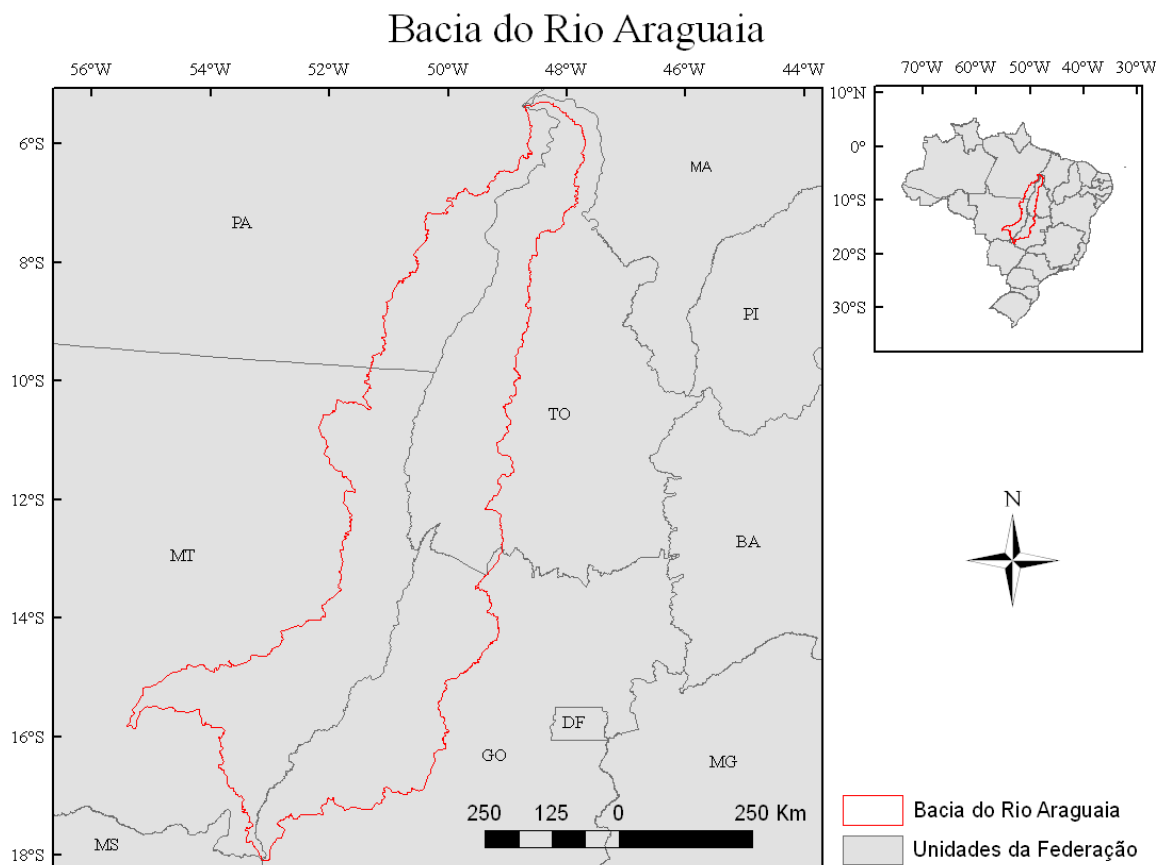 Bacia do Rio Araguaia
56°W 54°W 52°W 50°W 48°W 46°W 44°W
6°S
8°S
10°S
12°S
14°S
16°S
18°S
PA
MA
PI
TO
MT
BA
DF
GO
MG
MS
250 125 0 250 Km
70°W 60°W 50°W 40°W 30°W
10°N
0°
10°S
20°S
30°S
N
Bacia do Rio Araguaia
Unidades da Federação